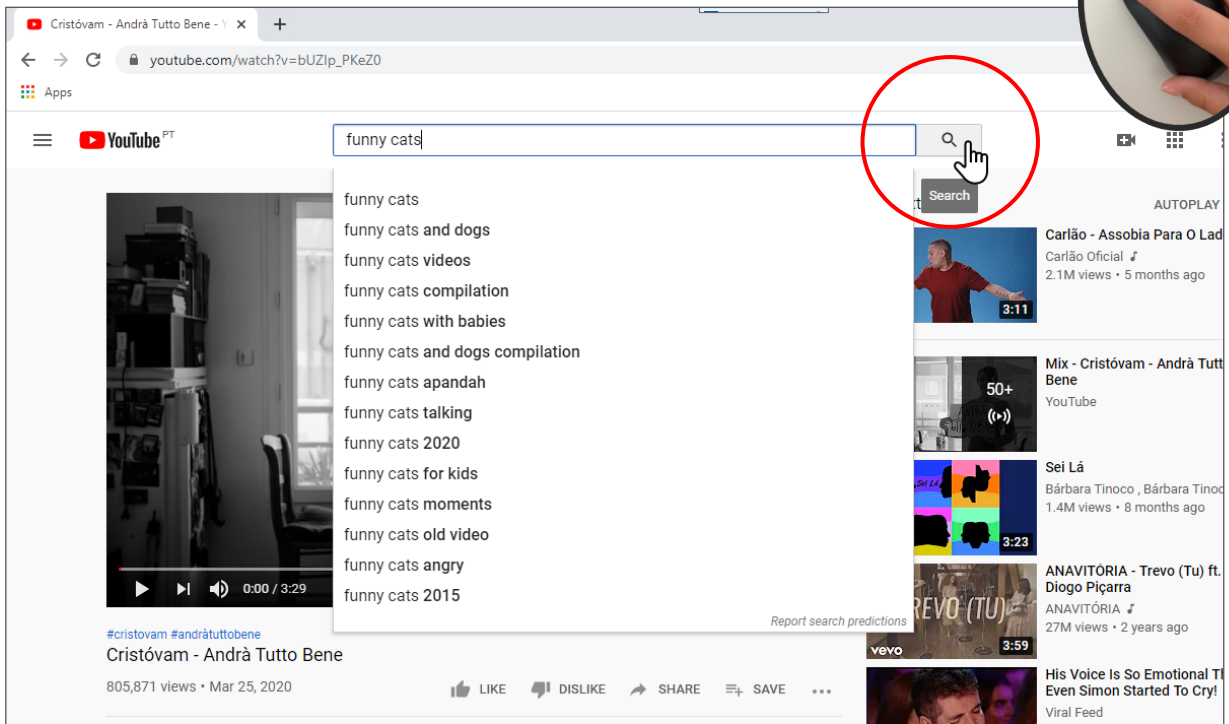 Cristóvam - Andrà Tutto Bene - Y
youtube.com/watch?v=bUZIp_PKeZ0
Apps
YouTube PT
funny cats
Search
funny cats
funny cats and dogs
funny cats videos
funny cats compilation
funny cats with babies
funny cats and dogs compilation
funny cats apandah
funny cats talking
funny cats 2020
funny cats for kids
funny cats moments
funny cats old video
funny cats angry
funny cats 2015
Report search predictions
0:00 / 3:29
#cristovam #andràtuttobene
Cristóvam - Andrà Tutto Bene
805,871 views • Mar 25, 2020
LIKE
DISLIKE
SHARE
SAVE
AUTOPLAY
3:11
Carlão - Assobia Para O Lad
Carlão Oficial
2.1M views • 5 months ago
50+
Mix - Cristóvam - Andrà Tutt
Bene
YouTube
Sei Lá
3:23
Sei Lá
Bárbara Tinoco , Bárbara Tinoc
1.4M views • 8 months ago
REVO (TU)
vevo
3:59
ANAVITÓRIA - Trevo (Tu) ft.
Diogo Piçarra
ANAVITÓRIA
27M views • 2 years ago
His Voice Is So Emotional Th
Even Simon Started To Cry!
Viral Feed